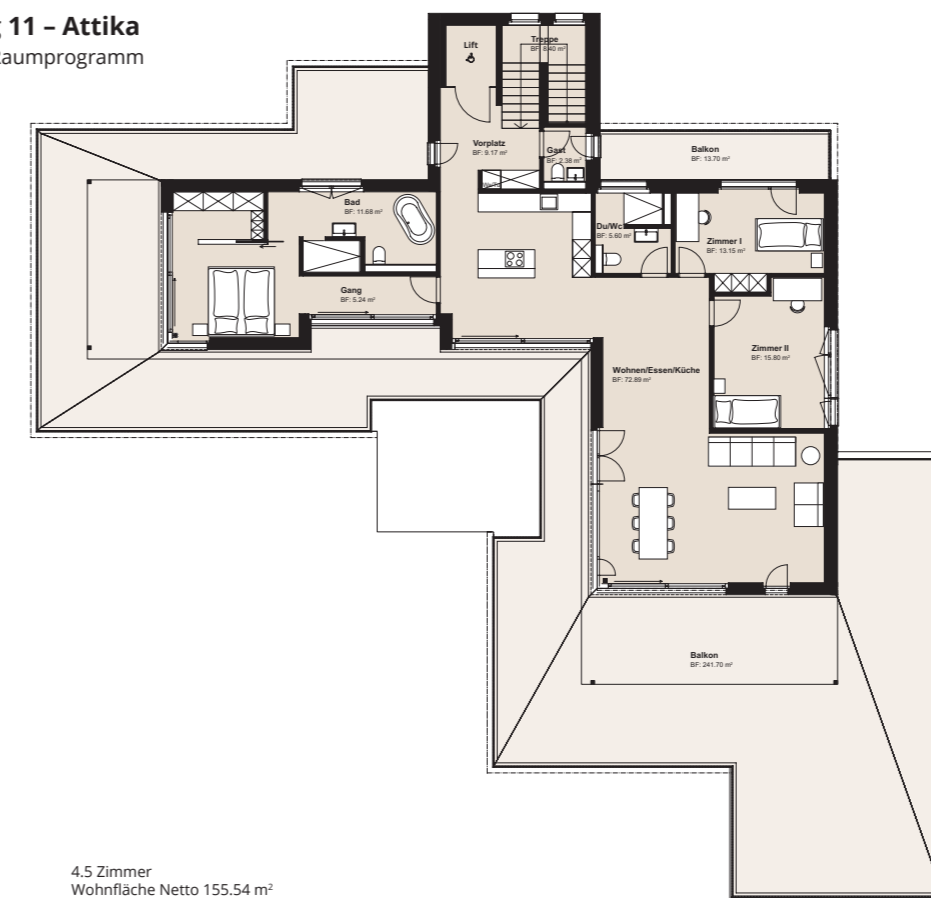 g 11 – Attika
Raumprogramm
Lift
Treppe
BF: 8.40 m²
Vorplatz
BF: 9.17 m²
Gast
BF: 2.38 m²
Balkon
BF: 13.70 m²
Bad
BF: 11.68 m²
Du/Wc
BF: 5.60 m²
Zimmer I
BF: 13.15 m²
Gang
BF: 5.24 m²
Zimmer II
BF: 15.80 m²
Wohnen/Essen/Küche
BF: 72.89 m²
Balkon
BF: 241.70 m²
4.5 Zimmer
Wohnfläche Netto 155.54 m²